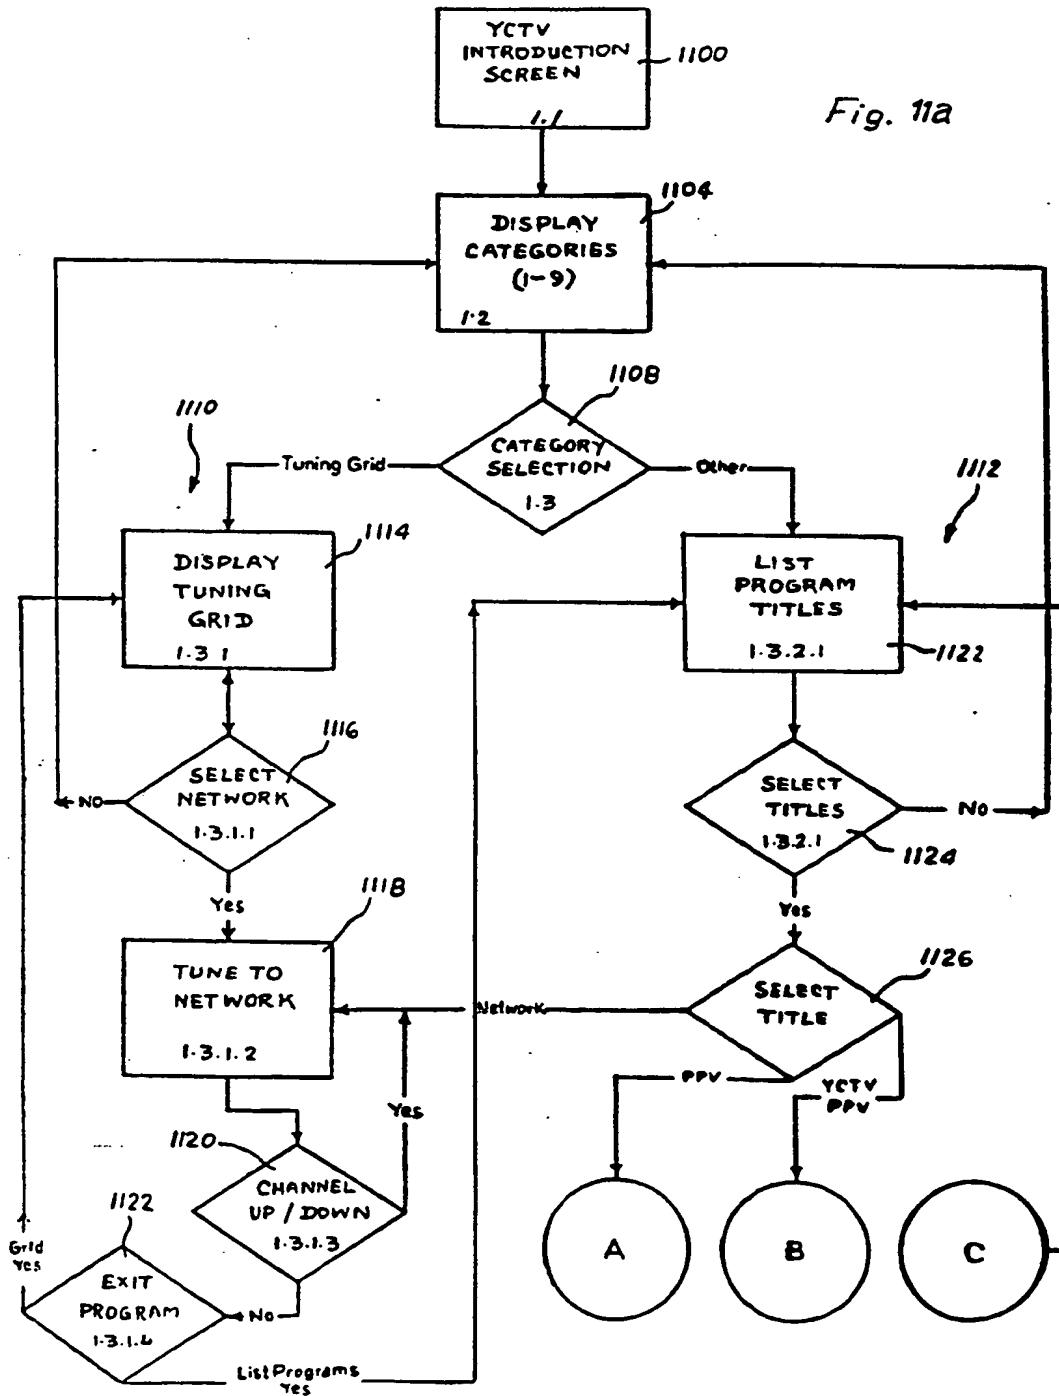 YCTV
INTRODUCTION
SCREEN
1.1
1100
Fig. 11a
1104
DISPLAY
CATEGORIES
(1-9)
1.2
1108
CATEGORY
SELECTION
1.3
Tuning Grid
Other
1110
1112
1114
DISPLAY
TUNING
GRID
1.3 1
LIST
PROGRAM
TITLES
1.3.2.1
1122
1116
SELECT
NETWORK
1.3.1.1
NO
Yes
SELECT
TITLES
1.3.2.1
1124
No
Yes
1118
TUNE TO
NETWORK
1.3.1.2
Network
1126
SELECT
TITLE
PPV
YCTV
PPV
Yes
1120
CHANNEL
UP / DOWN
1.3.1.3
No
1122
EXIT
PROGRAM
1.3.1.4
Grid
Yes
List Programs
Yes
A
B
C